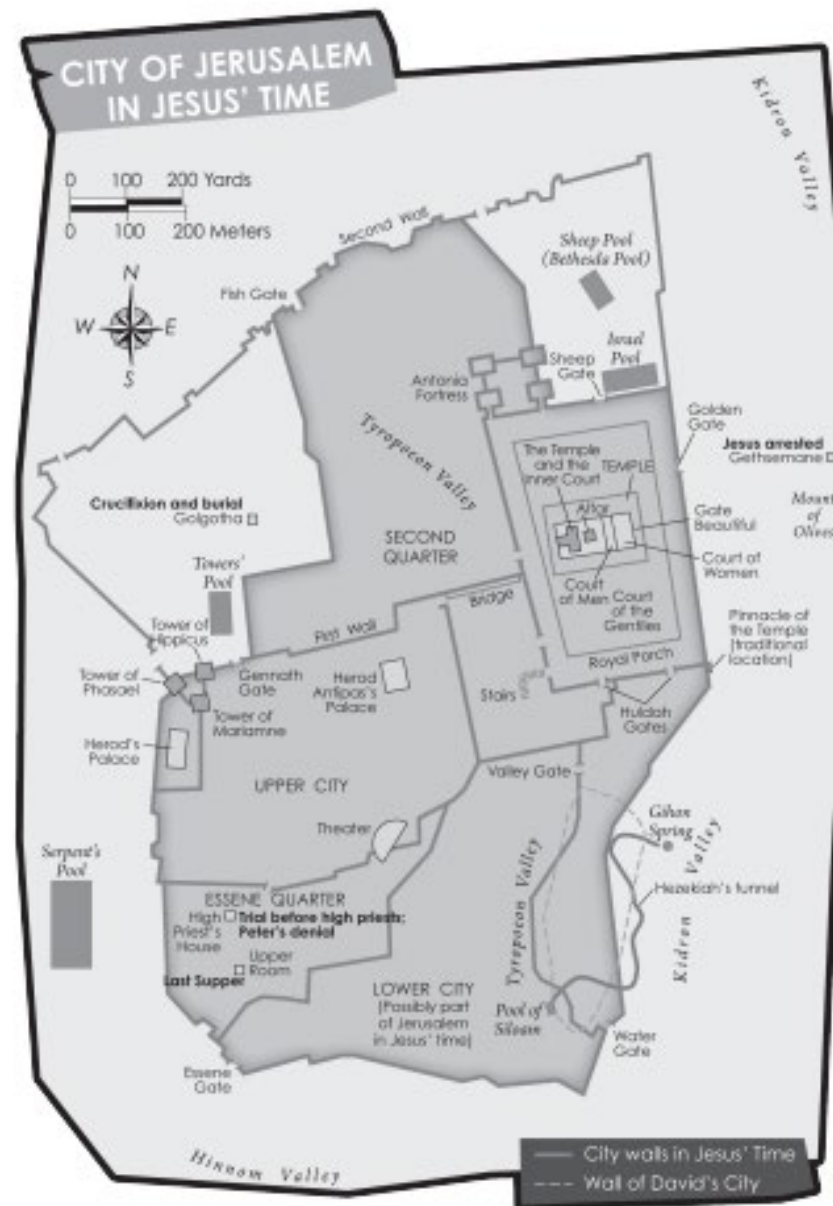 CITY OF JERUSALEM
IN JESUS' TIME
Kidron Valley
0 100 200 Yards
0 100 200 Meters
N
W E
S
Second Wall
Fish Gate
Sheep Pool
(Bethesda Pool)
Israel
Pool
Sheep
Gate
Antonia
Fortress
Golden
Gate
Jesus arrested
Gethsemane
Tyropoeon Valley
The Temple
and the
Inner Court
TEMPLE
Altar
Mount
of
Olives
Gate
Beautiful
Crucifixion and burial
Golgotha
SECOND
QUARTER
Court of
Women
Court
of Men
Court
of the
Gentiles
Towers'
Pool
Bridge
First Wall
Pinnacle of
the Temple
(traditional
location)
Tower of
Hippicus
Royal Porch
Tower of
Phasael
Gennath
Gate
Herod
Antipas's
Palace
Stairs
Huldah
Gates
Tower of
Mariamne
Herod's
Palace
Valley Gate
UPPER CITY
Theater
Gihon
Spring
Serpent's
Pool
Tyropoeon Valley
Hezekiah's tunnel
Kidron Valley
ESSENE QUARTER
High
Priest's
House
Trial before high priests;
Peter's denial
Upper
Room
Last Supper
LOWER CITY
(Possibly part
of Jerusalem
in Jesus' time)
Pool of
Siloam
Water
Gate
Essene
Gate
Hinnom Valley
City walls in Jesus' Time
Wall of David's City